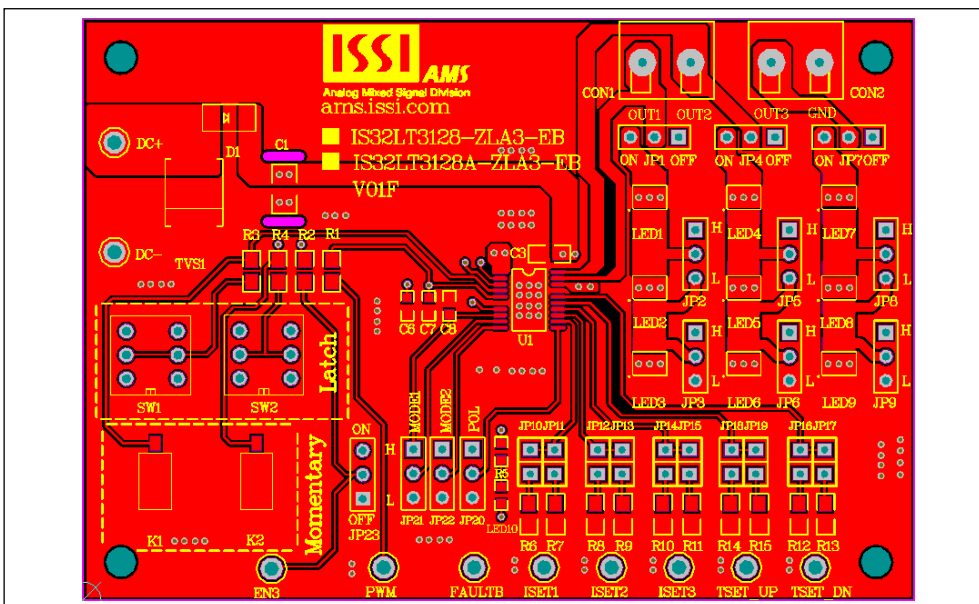 ISSI AMS
Analog Mixed Signal Division
ams.issi.com
IS32LT3128-ZLA3-EB
IS32LT3128A-ZLA3-EB
V01F
CON1 OUT1 OUT2
OUT3 GND CON2
ON JP1 OFF
ON JP4 OFF
ON JP7 OFF
DC+
D1
C1
DC-
TVS1
R3 R4 R2 R1
C3
C6 C7 C8
U1
LED1 LED4 LED7
H H H
JP2 JP5 JP8
L L L
LED2 LED5 LED8
H H H
L L L
LED3 JP3 LED6 JP6 LED9 JP9
SW1 SW2
Latch
K1 K2
Momentary
ON
H
L
OFF
JP23
MODE1
MODE2
POL
JP21 JP22 JP20
R5
LED10
JP10 JP11
JP12 JP13
JP14 JP15
JP18 JP19
JP16 JP17
R6 R7
R8 R9
R10 R11
R14 R15
R12 R13
EN3
PWM
FAULTB
ISET1
ISET2
ISET3
TSET_UP
TSET_DN